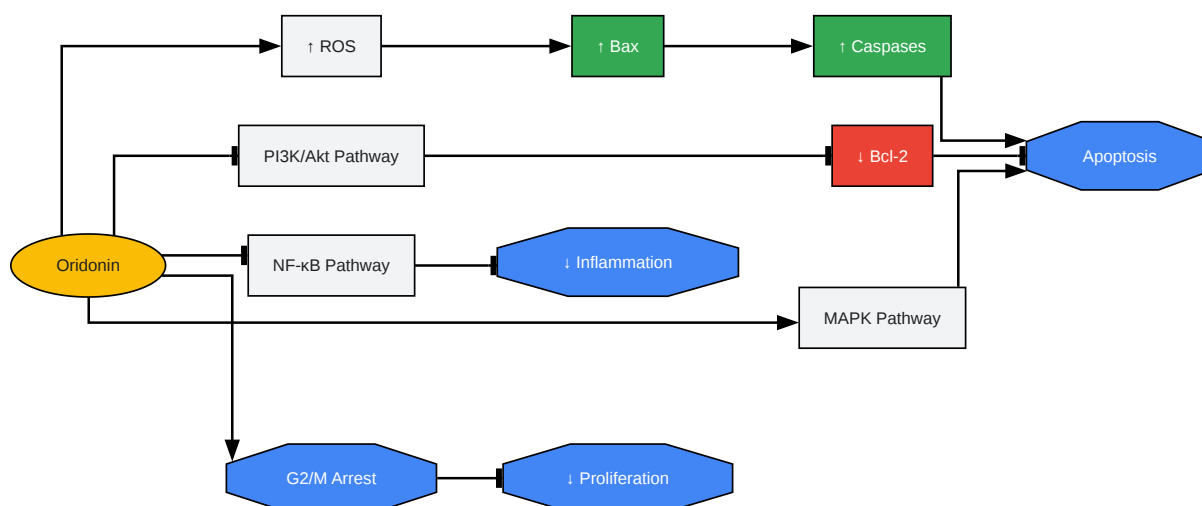 ↑ ROS
↑ Bax
↑ Caspases
PI3K/Akt Pathway
↓ Bcl-2
Apoptosis
Oridonin
NF-κB Pathway
↓ Inflammation
MAPK Pathway
G2/M Arrest
↓ Proliferation